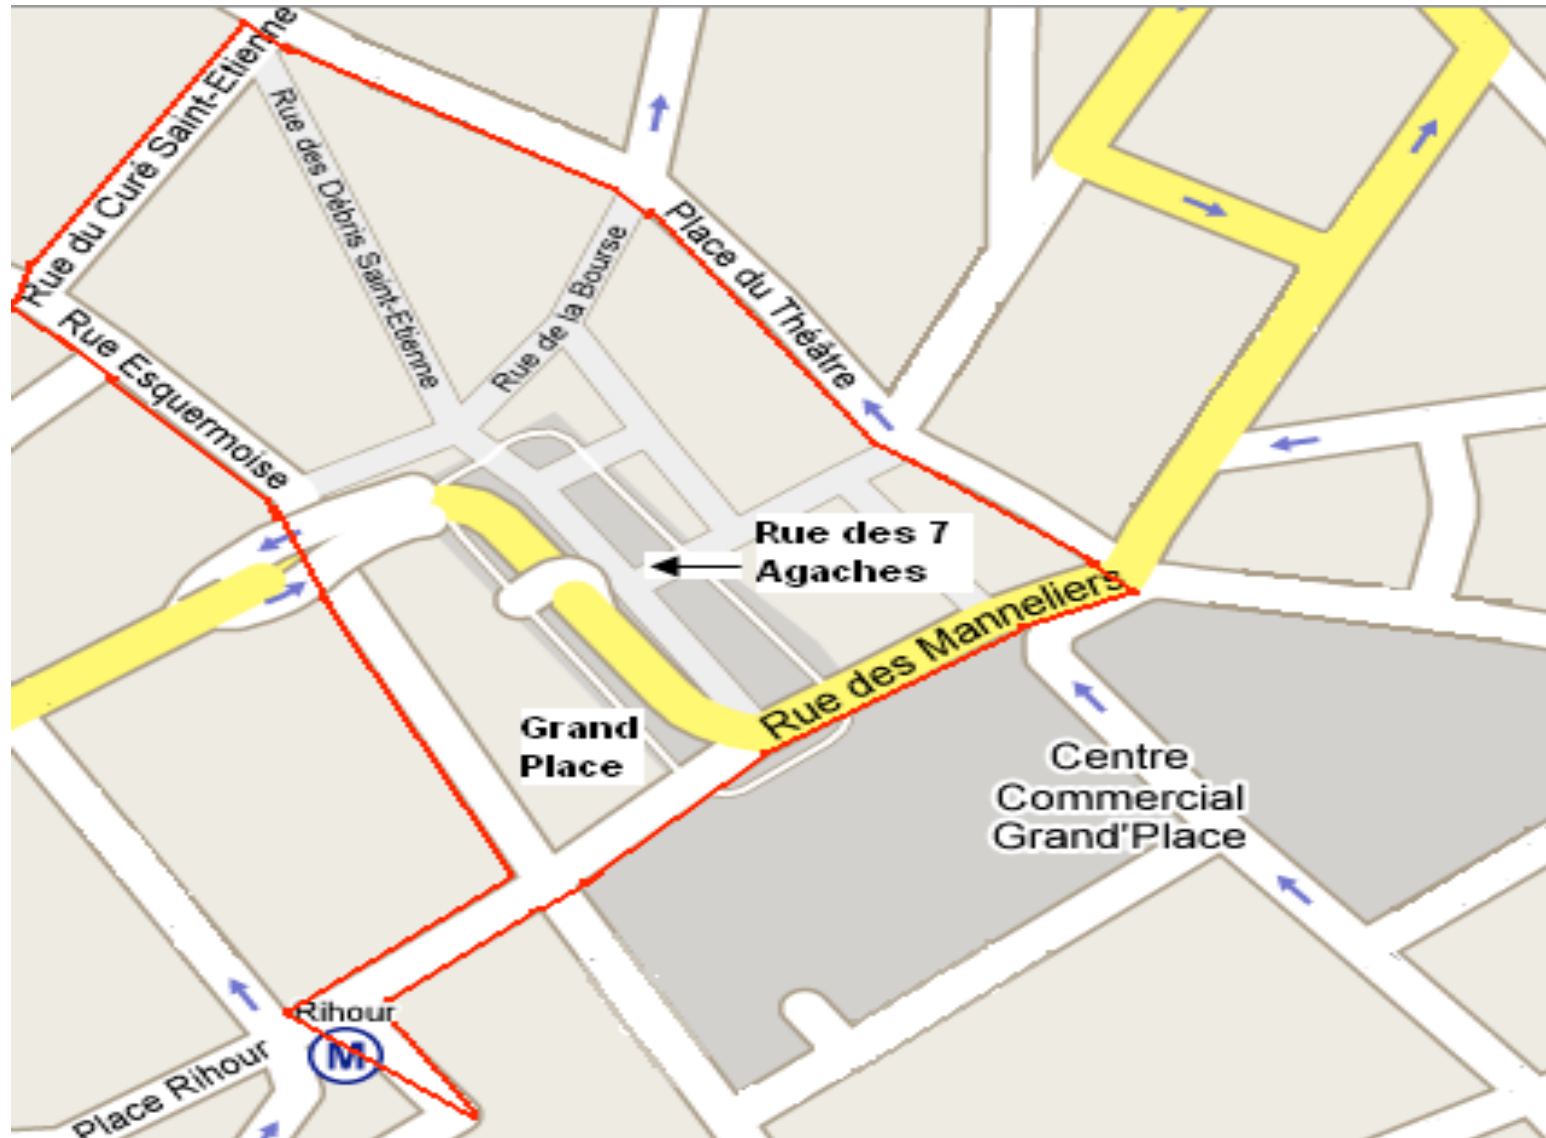 Rue du Curé Saint-Etienne
Rue des Débris Saint-Etienne
Place du Théâtre
Rue de la Bourse
Rue Esquermoise
Rue des 7
Agaches
Rue des Manneliers
Grand
Place
Centre
Commercial
Grand'Place
Rihour
M
Place Rihour